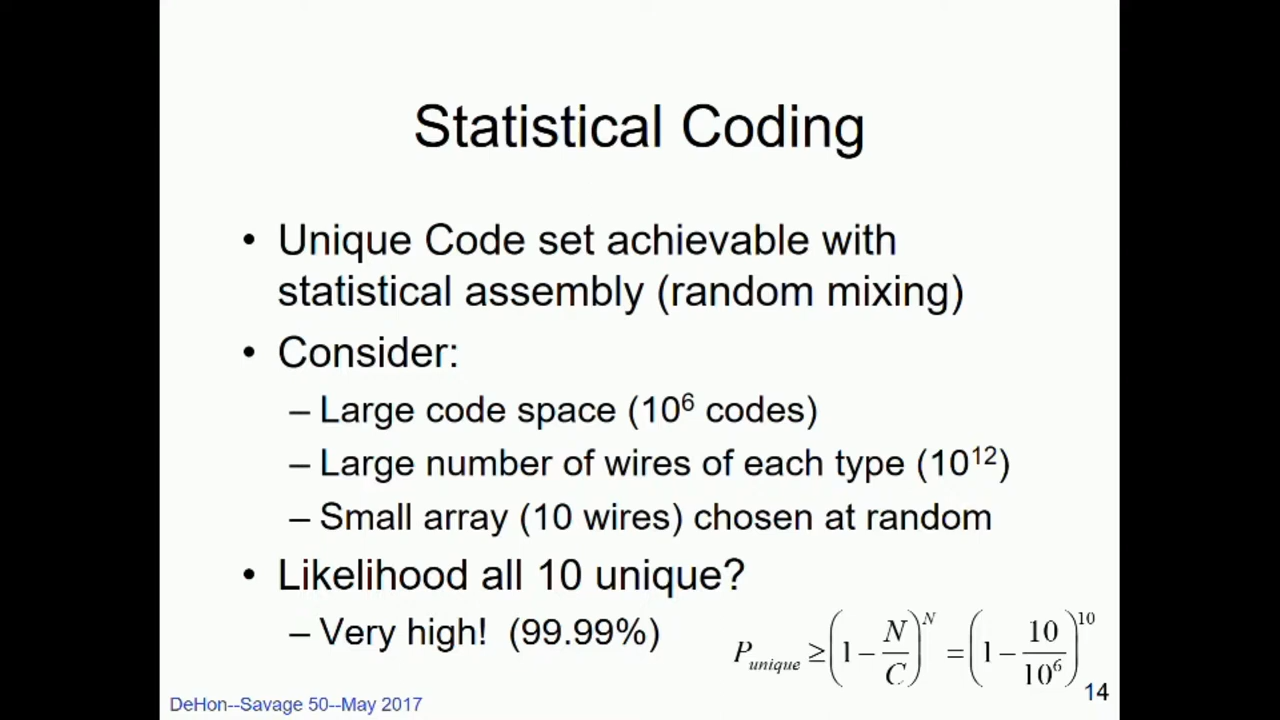 Statistical Coding
• Unique Code set achievable with
statistical assembly (random mixing)
• Consider:
– Large code space (10⁶ codes)
– Large number of wires of each type (10¹²)
– Small array (10 wires) chosen at random
• Likelihood all 10 unique?
– Very high! (99.99%)
P_unique ≥ (1 − N/C)^N = (1 − 10/10⁶)^10
DeHon--Savage 50--May 2017
14